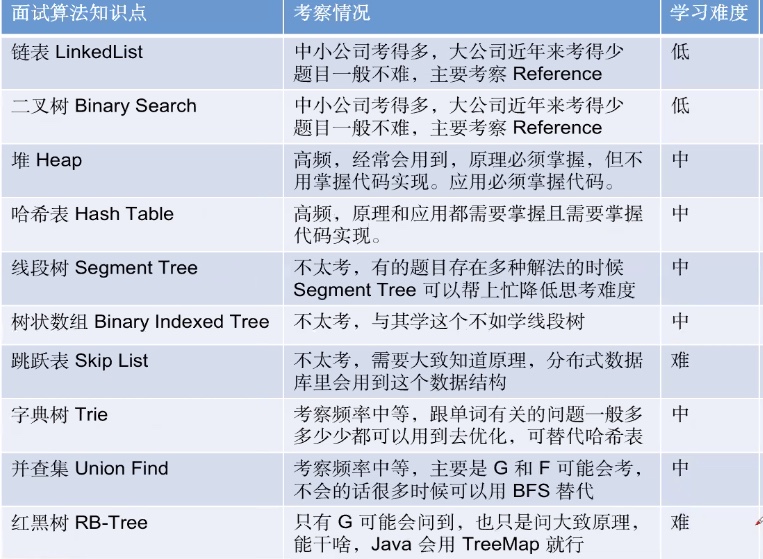 面试算法知识点 考察情况 学习难度
链表 LinkedList 中小公司考得多，大公司近年来考得少 低
题目一般不难，主要考察 Reference
二叉树 Binary Search 中小公司考得多，大公司近年来考得少 低
题目一般不难，主要考察 Reference
堆 Heap 高频，经常会用到，原理必须掌握，但不 中
用掌握代码实现。应用必须掌握代码。
哈希表 Hash Table 高频，原理和应用都需要掌握且需要掌握 中
代码实现。
线段树 Segment Tree 不太考，有的题目存在多种解法的时候 中
Segment Tree 可以帮上忙降低思考难度
树状数组 Binary Indexed Tree 不太考，与其学这个不如学线段树 中
跳跃表 Skip List 不太考，需要大致知道原理，分布式数据 难
库里会用到这个数据结构
字典树 Trie 考察频率中等，跟单词有关的问题一般多 中
多少少都可以用到去优化，可替代哈希表
并查集 Union Find 考察频率中等，主要是 G 和 F 可能会考， 中
不会的话很多时候可以用 BFS 替代
红黑树 RB-Tree 只有 G 可能会问到，也只是问大致原理， 难
能干啥，Java 会用 TreeMap 就行